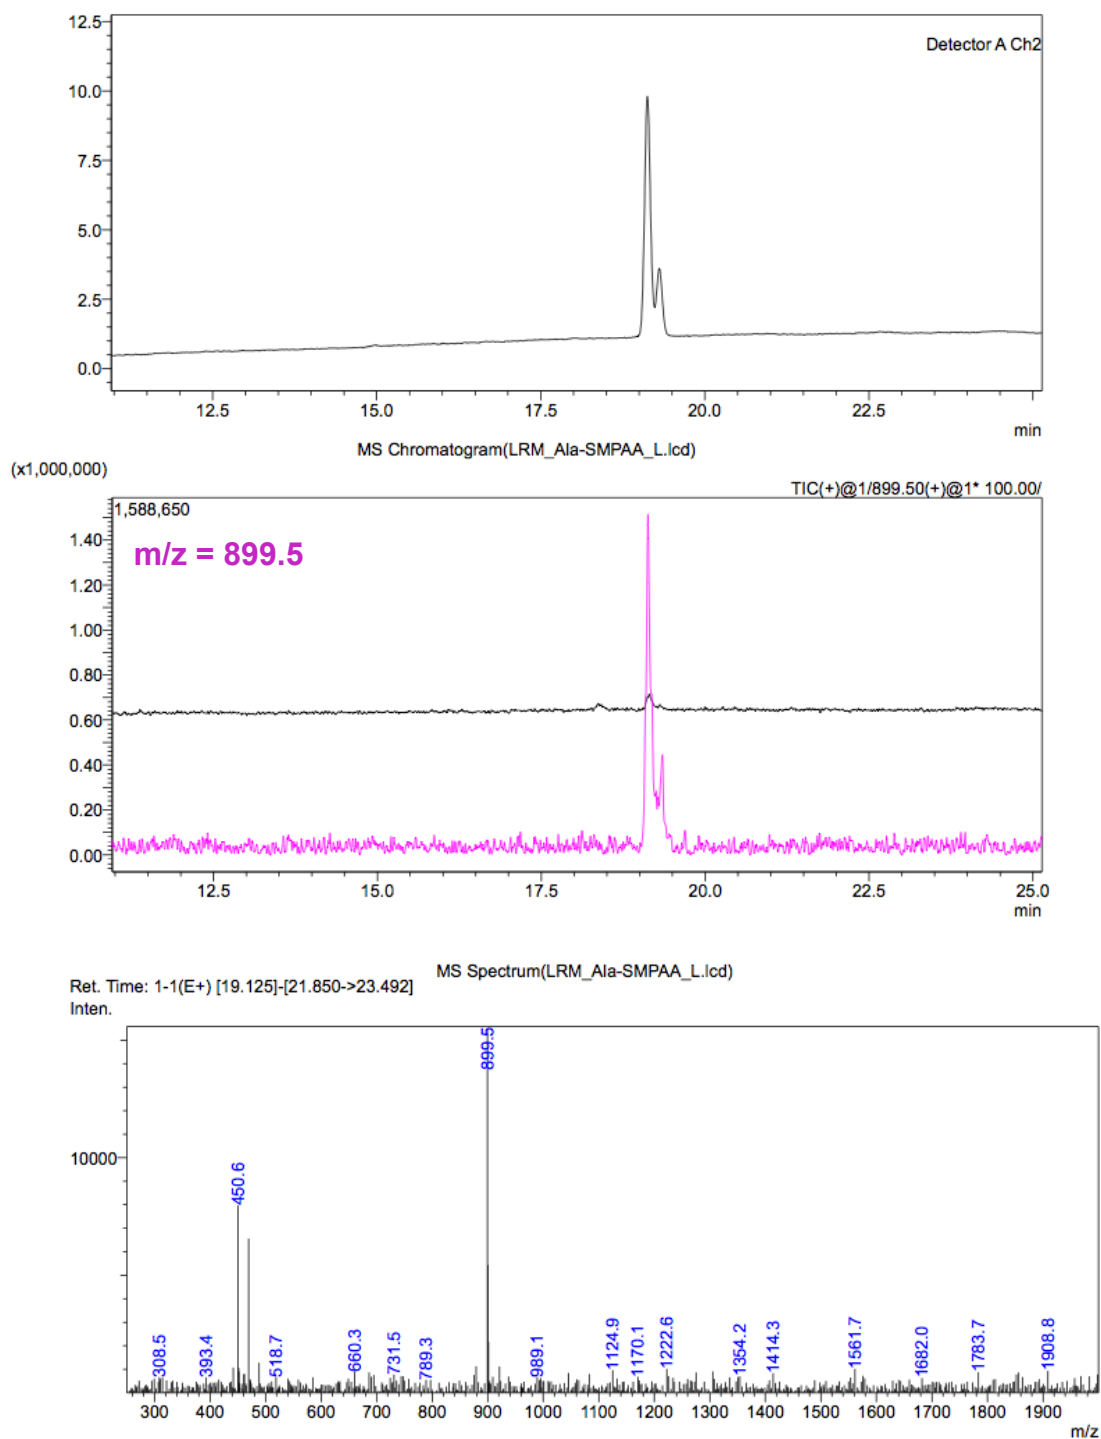 12.5
Detector A Ch2
10.0
7.5
5.0
2.5
0.0
12.5 15.0 17.5 20.0 22.5
min
MS Chromatogram(LRM_Ala-SMPAA_L.lcd)
(x1,000,000)
TIC(+)@1/899.50(+)@1* 100.00/
1,588,650
m/z = 899.5
1.40
1.20
1.00
0.80
0.60
0.40
0.20
0.00
12.5 15.0 17.5 20.0 22.5 25.0
min
MS Spectrum(LRM_Ala-SMPAA_L.lcd)
Ret. Time: 1-1(E+) [19.125]-[21.850->23.492]
Inten.
899.5
10000
450.6
308.5 393.4 518.7 660.3 731.5 789.3 989.1 1124.9 1170.1 1222.6 1354.2 1414.3 1561.7 1682.0 1783.7 1908.8
300 400 500 600 700 800 900 1000 1100 1200 1300 1400 1500 1600 1700 1800 1900
m/z